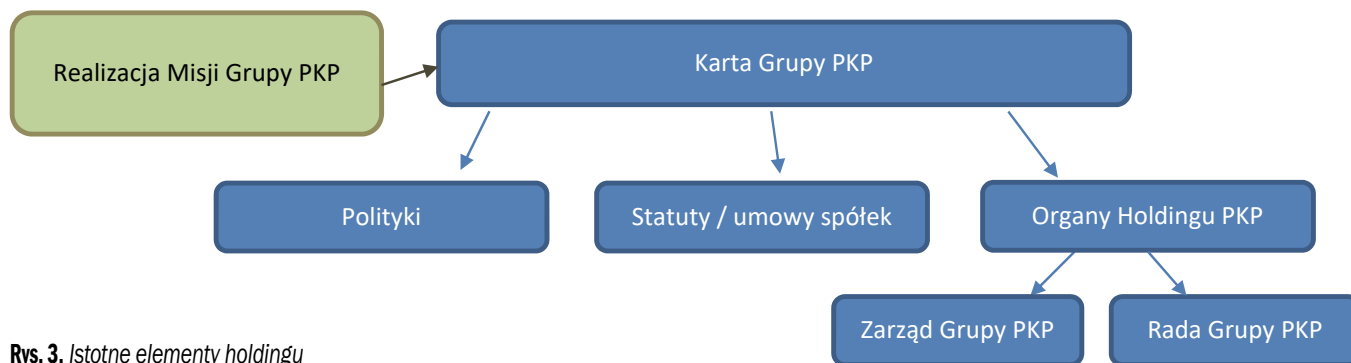 Realizacja Misji Grupy PKP
Karta Grupy PKP
Polityki
Statuty / umowy spółek
Organy Holdingu PKP
Zarząd Grupy PKP
Rada Grupy PKP
Rys. 3. Istotne elementy holdingu